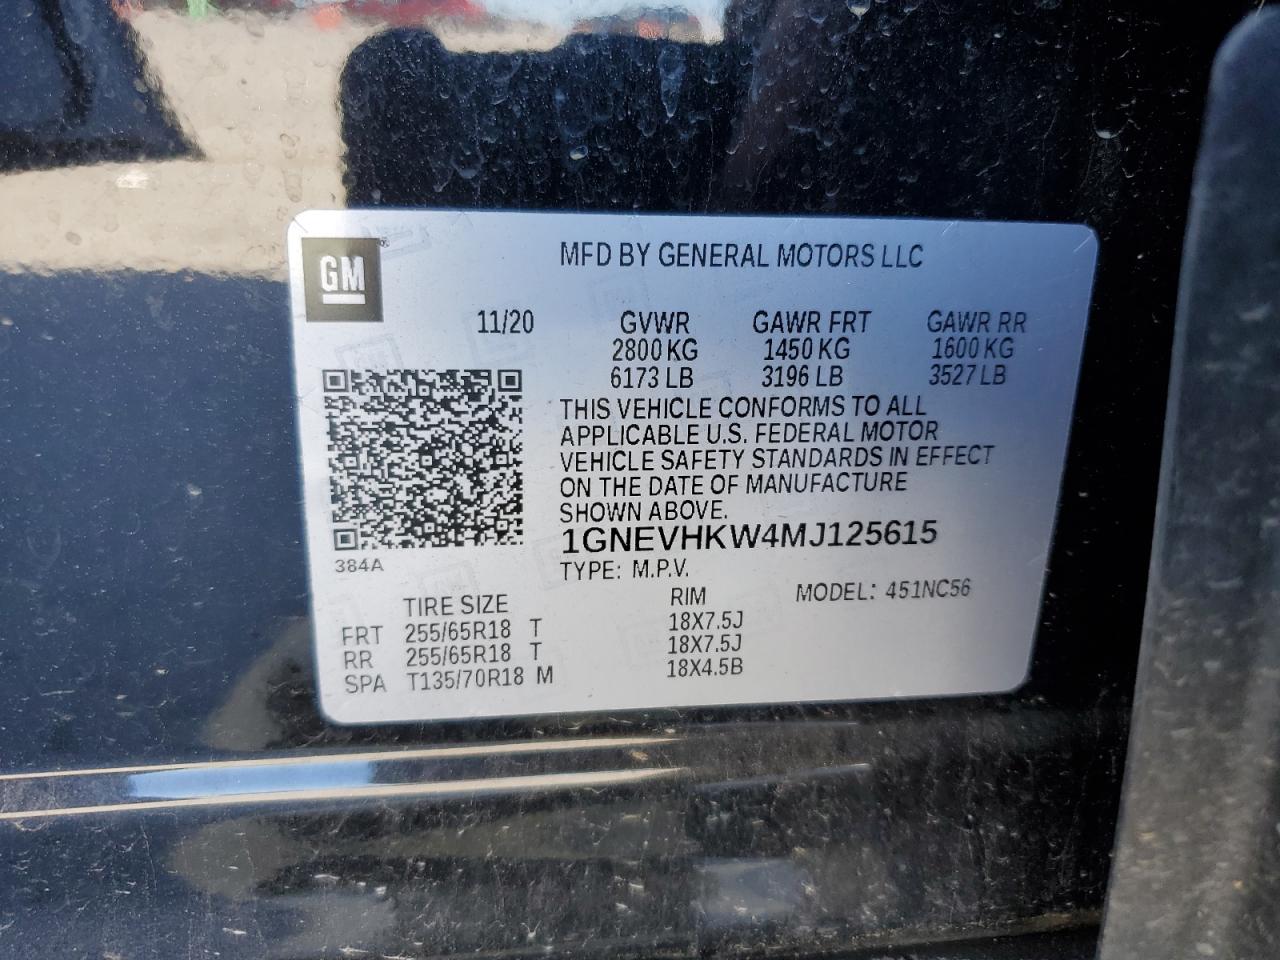 GM
MFD BY GENERAL MOTORS LLC
11/20 GVWR GAWR FRT GAWR RR
2800 KG 1450 KG 1600 KG
6173 LB 3196 LB 3527 LB
THIS VEHICLE CONFORMS TO ALL
APPLICABLE U.S. FEDERAL MOTOR
VEHICLE SAFETY STANDARDS IN EFFECT
ON THE DATE OF MANUFACTURE
SHOWN ABOVE.
1GNEVHKW4MJ125615
384A
TYPE: M.P.V.
TIRE SIZE RIM MODEL: 451NC56
FRT 255/65R18 T 18X7.5J
RR 255/65R18 T 18X7.5J
SPA T135/70R18 M 18X4.5B